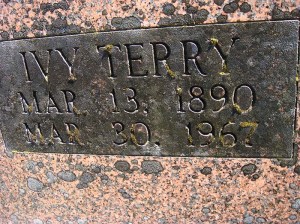 IVY TERRY
MAR. 13, 1890
MAR. 30, 1967